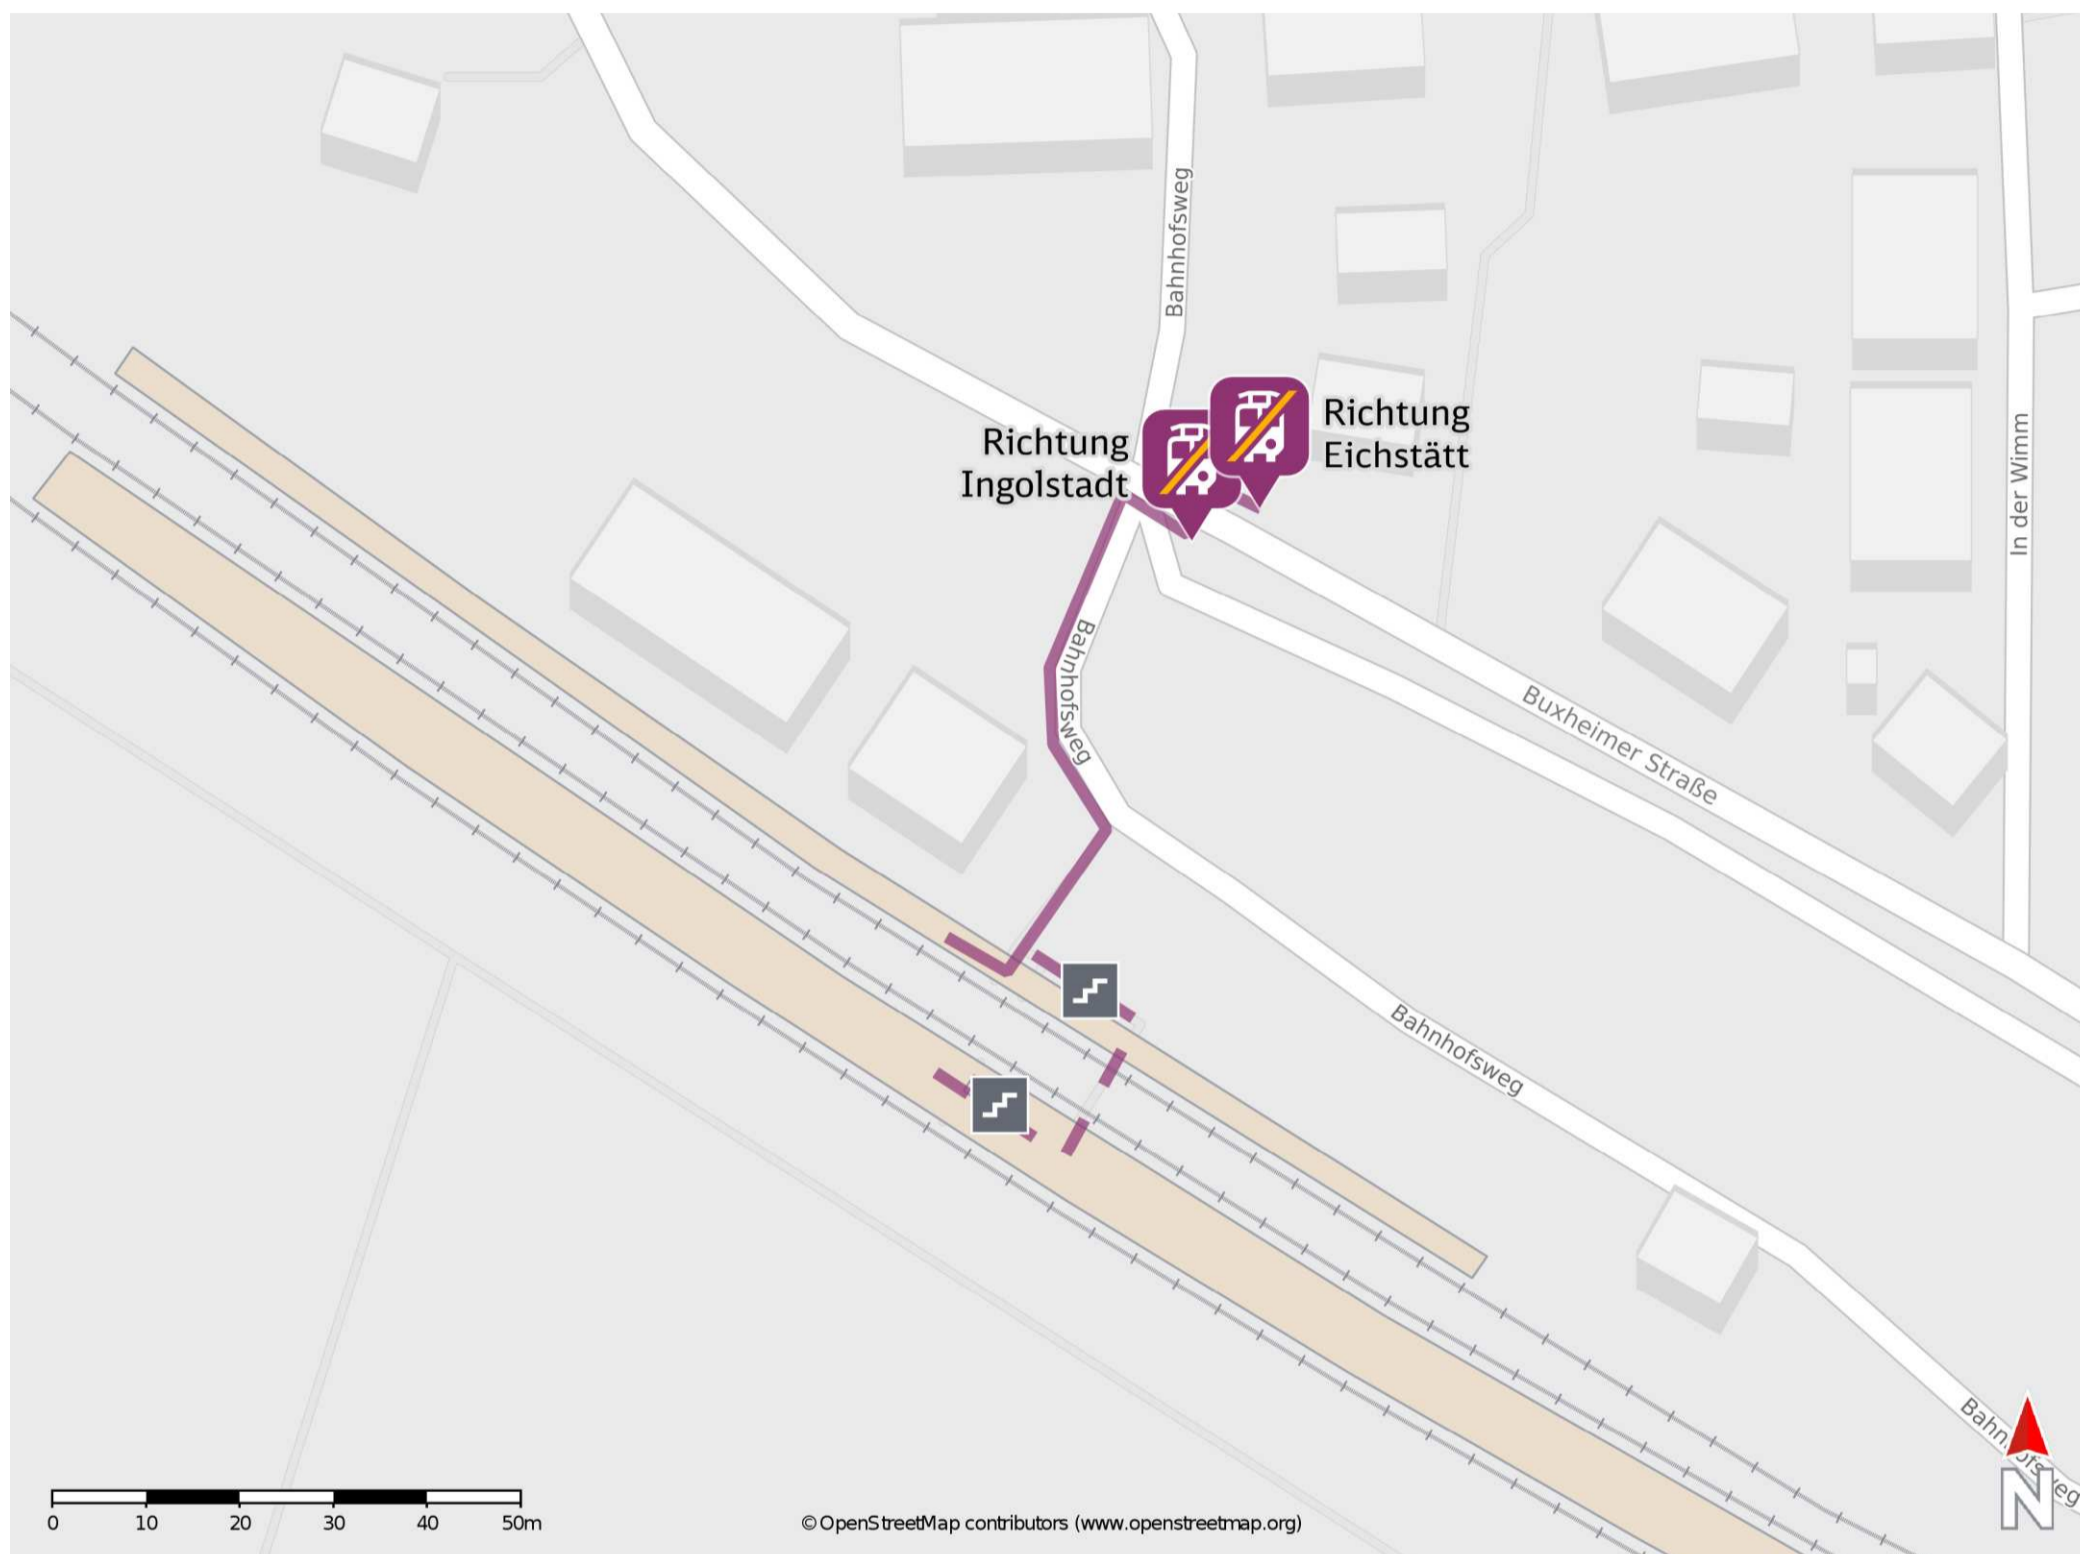 Bahnhofsweg
Richtung
Eichstätt
Richtung
Ingolstadt
In der Wimm
Bahnhofsweg
Buxheimer Straße
Bahnhofsweg
Bahnhofsweg
N
0 10 20 30 40 50m
© OpenStreetMap contributors (www.openstreetmap.org)